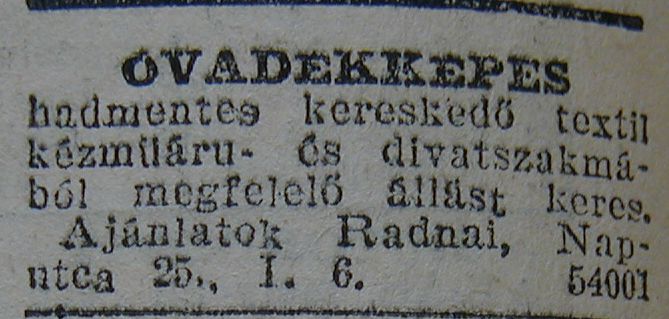 ÓVADÉKKÉPES
hadmentes kereskedő textil
kézműáru- és divatszakmá-
ból megfelelő állást keres.
Ajánlatok Radnai, Nap-
utca 25., I. 6. 54001